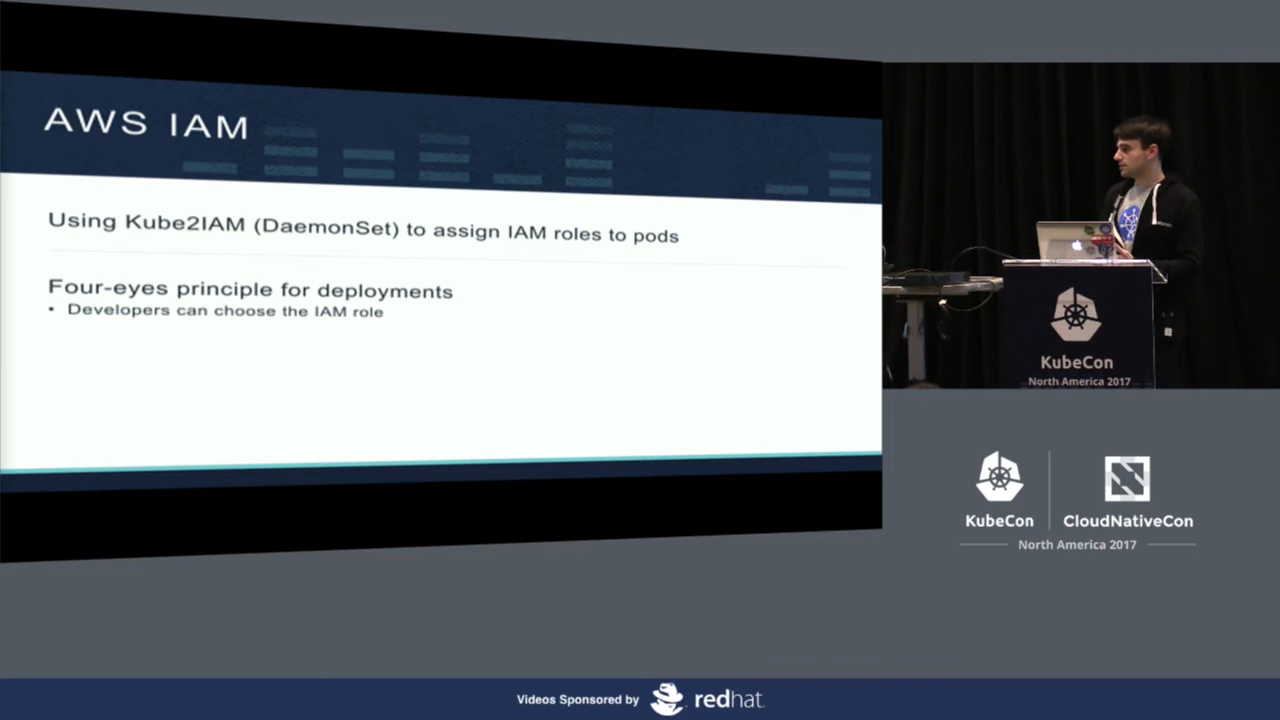 AWS IAM
Using Kube2IAM (DaemonSet) to assign IAM roles to pods
Four-eyes principle for deployments
• Developers can choose the IAM role
KubeCon
North America 2017
KubeCon
CloudNativeCon
North America 2017
Videos Sponsored by
redhat.